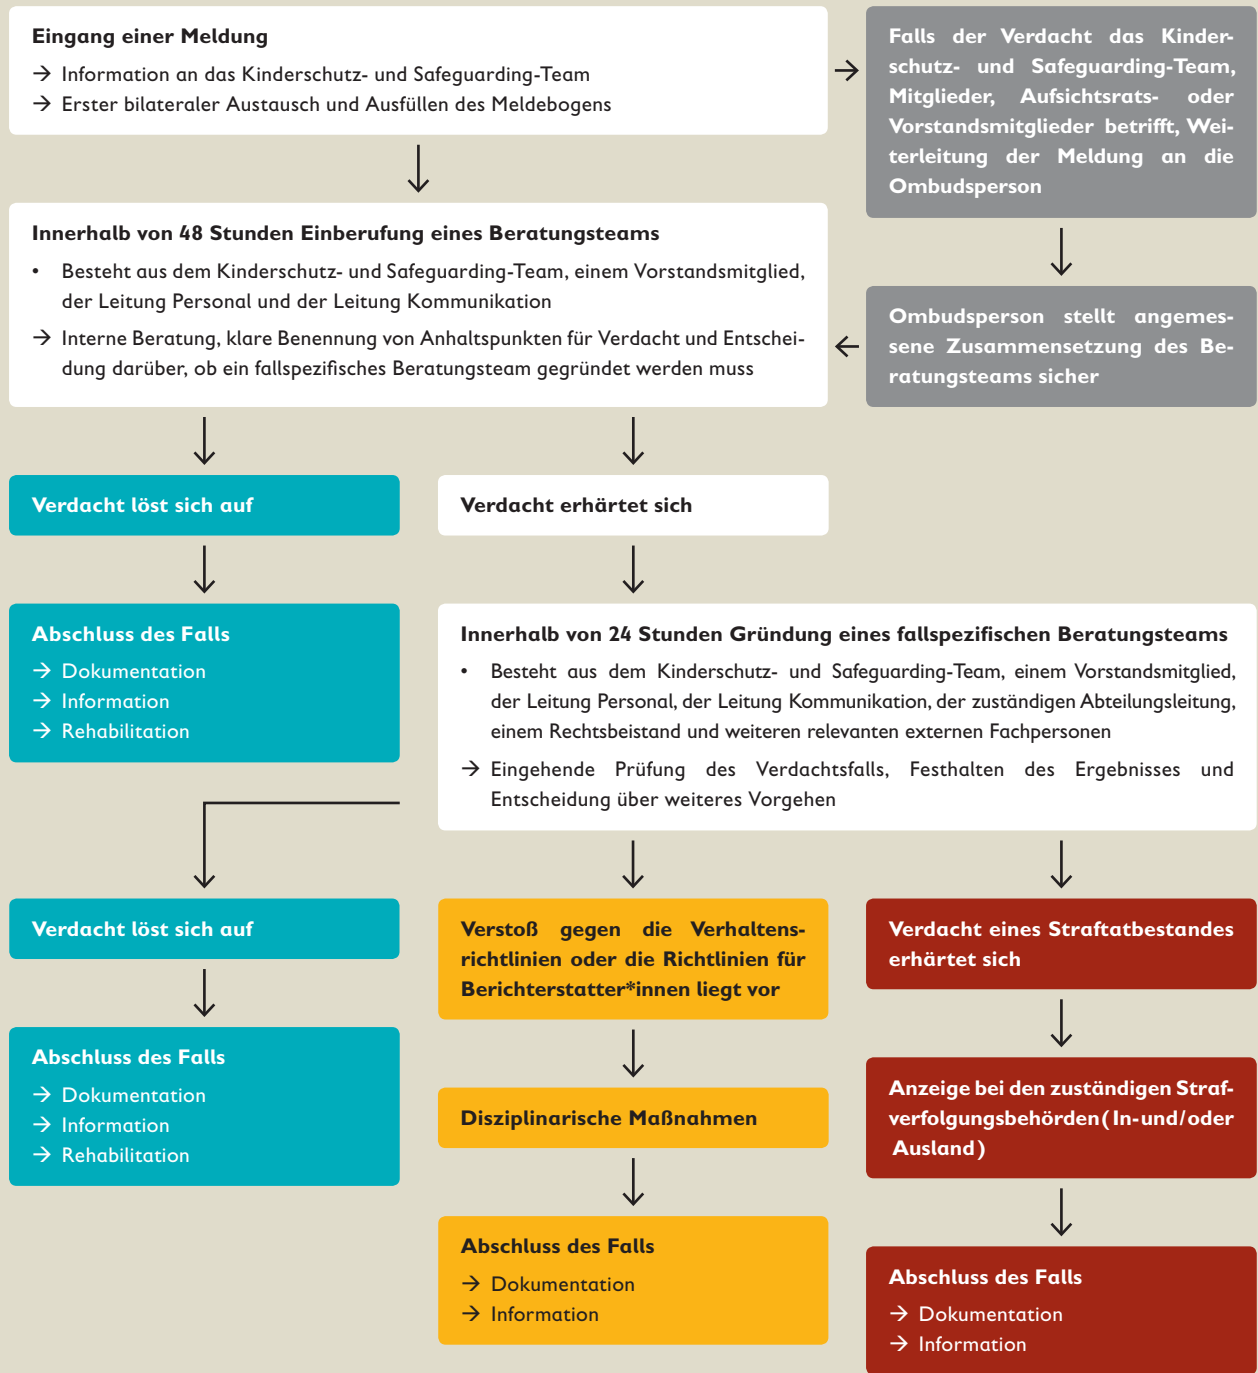 Eingang einer Meldung
→ Information an das Kinderschutz- und Safeguarding-Team
→ Erster bilateraler Austausch und Ausfüllen des Meldebogens
Falls der Verdacht das Kinder-
schutz- und Safeguarding-Team,
Mitglieder, Aufsichtsrats- oder
Vorstandsmitglieder betrifft, Wei-
terleitung der Meldung an die
Ombudsperson
Innerhalb von 48 Stunden Einberufung eines Beratungsteams
• Besteht aus dem Kinderschutz- und Safeguarding-Team, einem Vorstandsmitglied,
der Leitung Personal und der Leitung Kommunikation
→ Interne Beratung, klare Benennung von Anhaltspunkten für Verdacht und Entschei-
dung darüber, ob ein fallspezifisches Beratungsteam gegründet werden muss
Ombudsperson stellt angemes-
sene Zusammensetzung des Be-
ratungsteams sicher
Verdacht löst sich auf
Verdacht erhärtet sich
Abschluss des Falls
→ Dokumentation
→ Information
→ Rehabilitation
Innerhalb von 24 Stunden Gründung eines fallspezifischen Beratungsteams
• Besteht aus dem Kinderschutz- und Safeguarding-Team, einem Vorstandsmitglied,
der Leitung Personal, der Leitung Kommunikation, der zuständigen Abteilungsleitung,
einem Rechtsbeistand und weiteren relevanten externen Fachpersonen
→ Eingehende Prüfung des Verdachtsfalls, Festhalten des Ergebnisses und
Entscheidung über weiteres Vorgehen
Verdacht löst sich auf
Abschluss des Falls
→ Dokumentation
→ Information
→ Rehabilitation
Verstoß gegen die Verhaltens-
richtlinien oder die Richtlinien für
Berichterstatter*innen liegt vor
Disziplinarische Maßnahmen
Abschluss des Falls
→ Dokumentation
→ Information
Verdacht eines Straftatbestandes
erhärtet sich
Anzeige bei den zuständigen Straf-
verfolgungsbehörden (In-und/oder
Ausland)
Abschluss des Falls
→ Dokumentation
→ Information